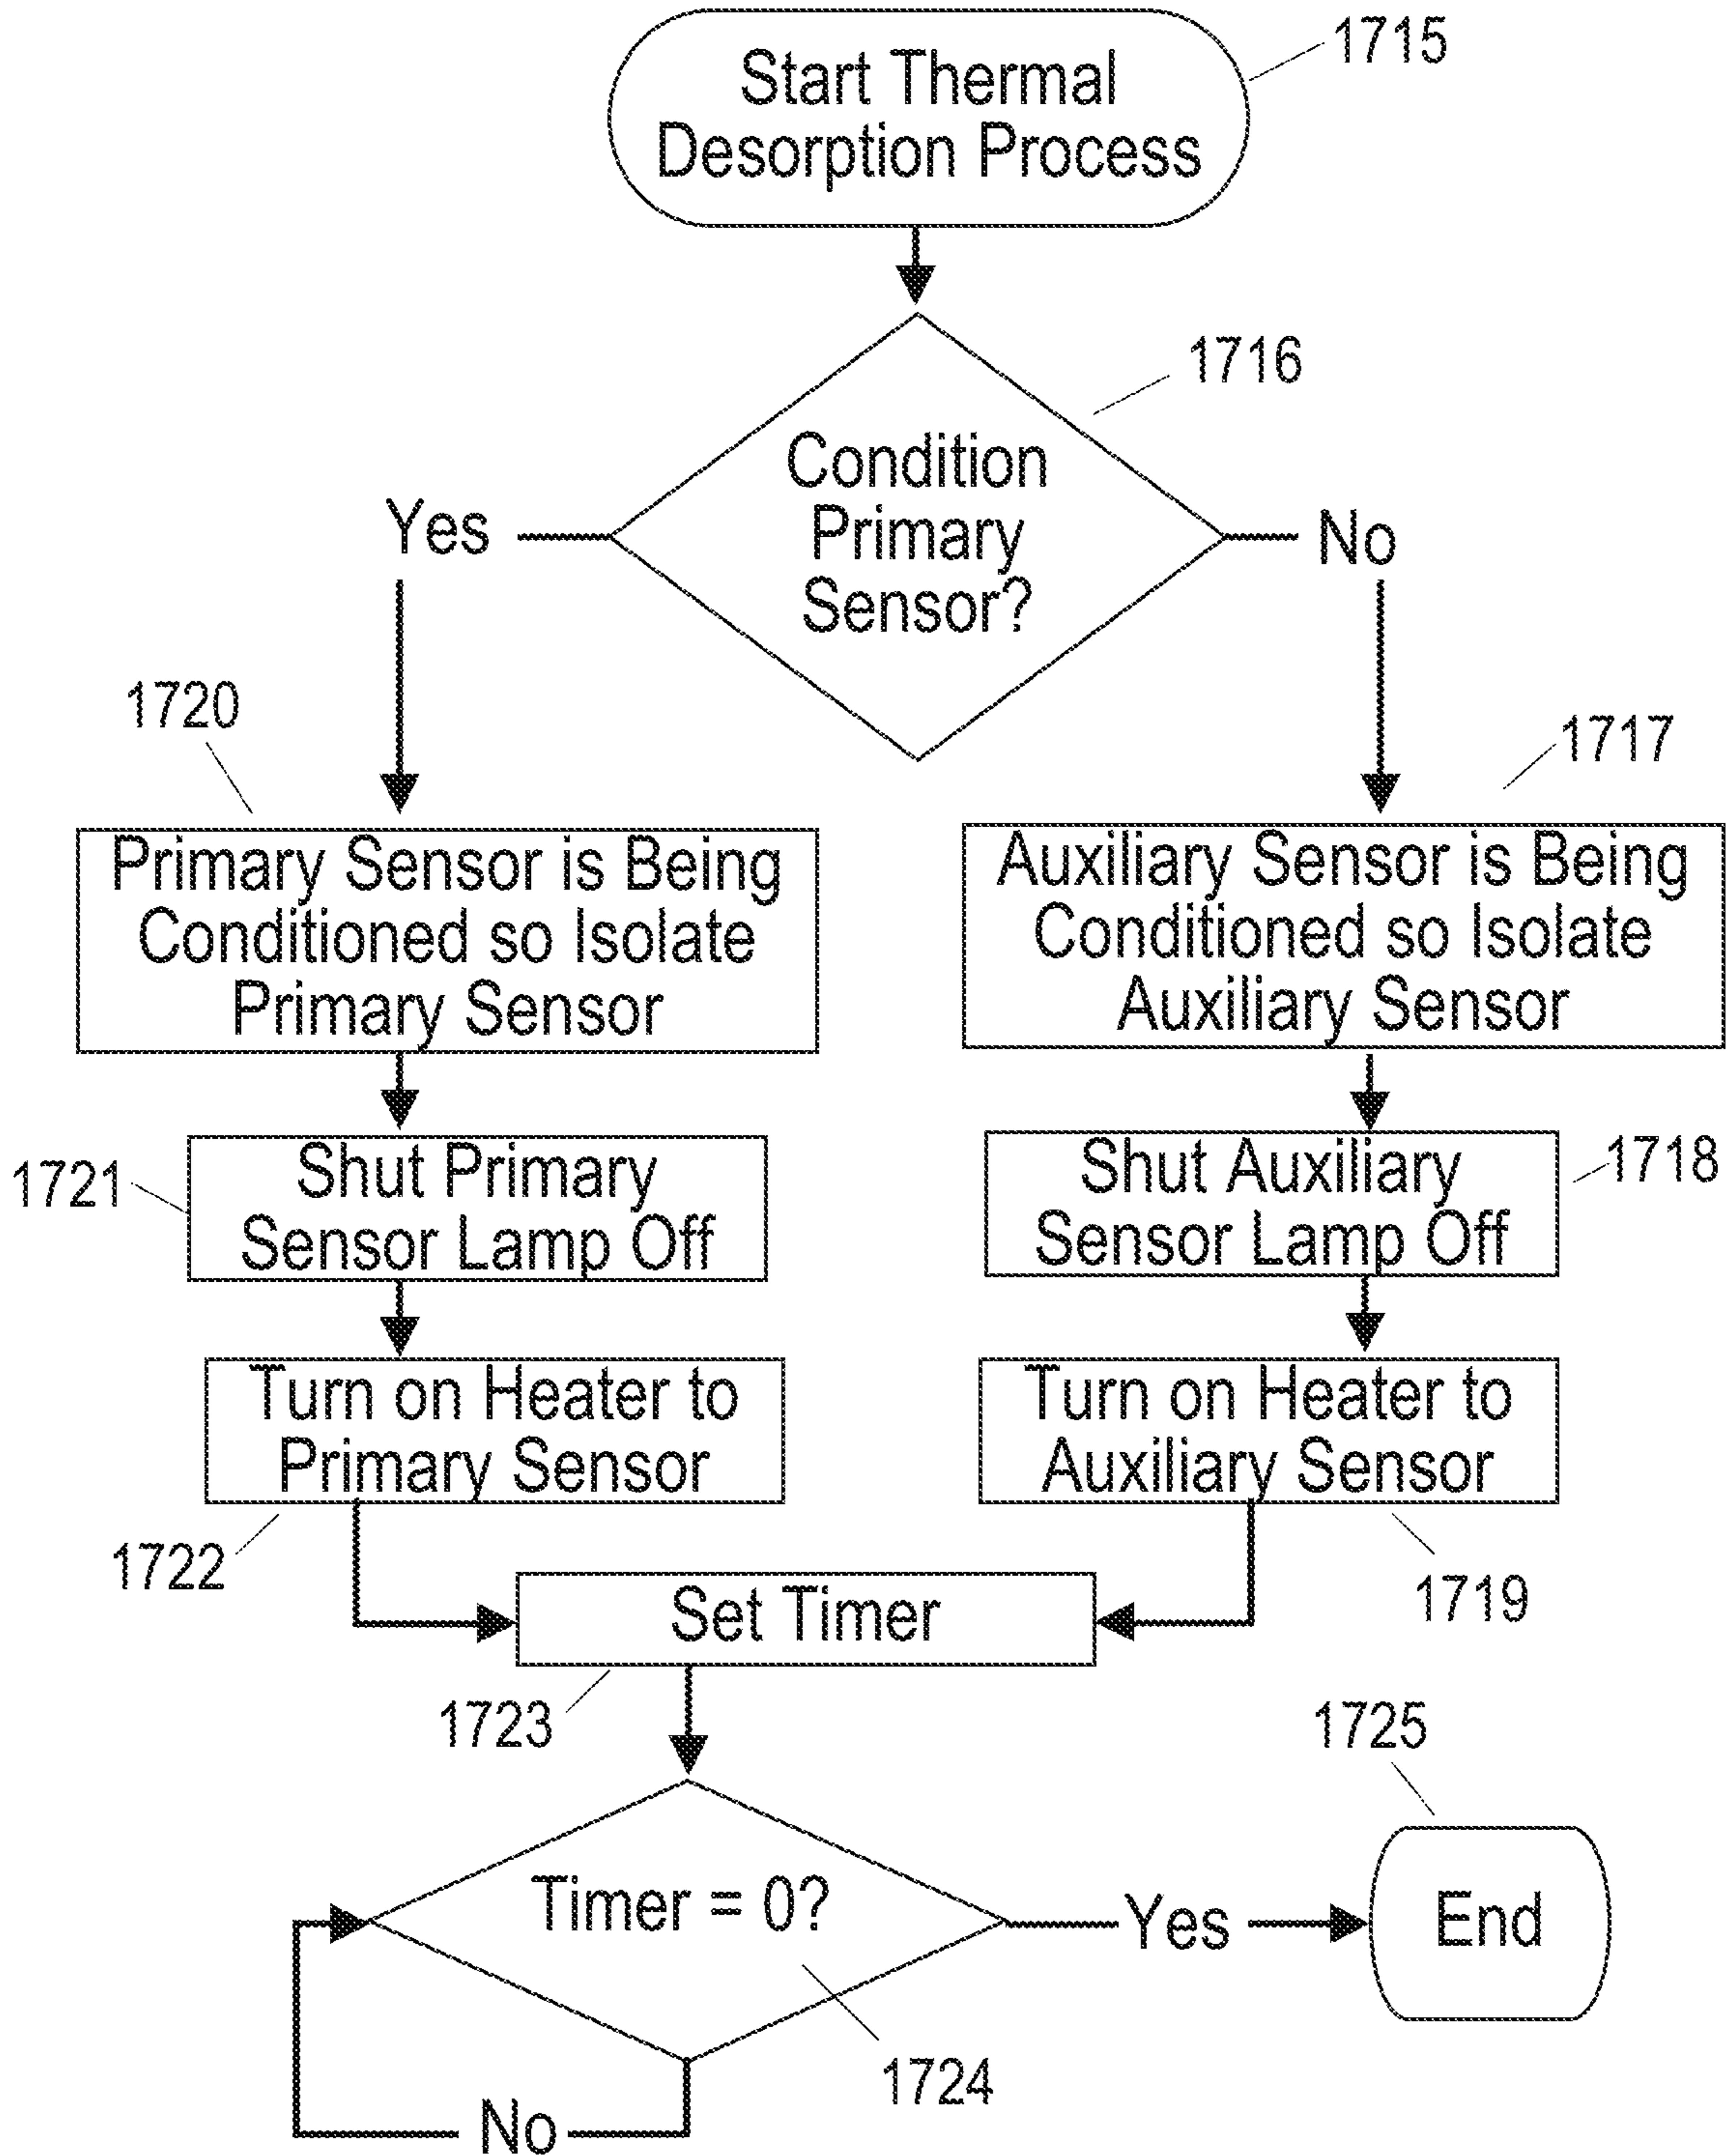 Start Thermal
Desorption Process
1715
Condition
Primary
Sensor?
1716
Yes
No
1720
Primary Sensor is Being
Conditioned so Isolate
Primary Sensor
1717
Auxiliary Sensor is Being
Conditioned so Isolate
Auxiliary Sensor
1721
Shut Primary
Sensor Lamp Off
Shut Auxiliary
Sensor Lamp Off
1718
Turn on Heater to
Primary Sensor
1722
Turn on Heater to
Auxiliary Sensor
1719
Set Timer
1723
Timer = 0?
1724
No
Yes
1725
End